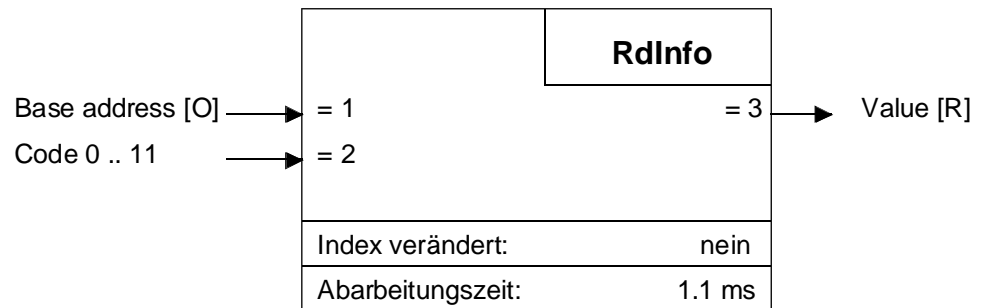 RdInfo
Base address [O] = 1 = 3 Value [R]
Code 0 .. 11 = 2
Index verändert: nein
Abarbeitungszeit: 1.1 ms